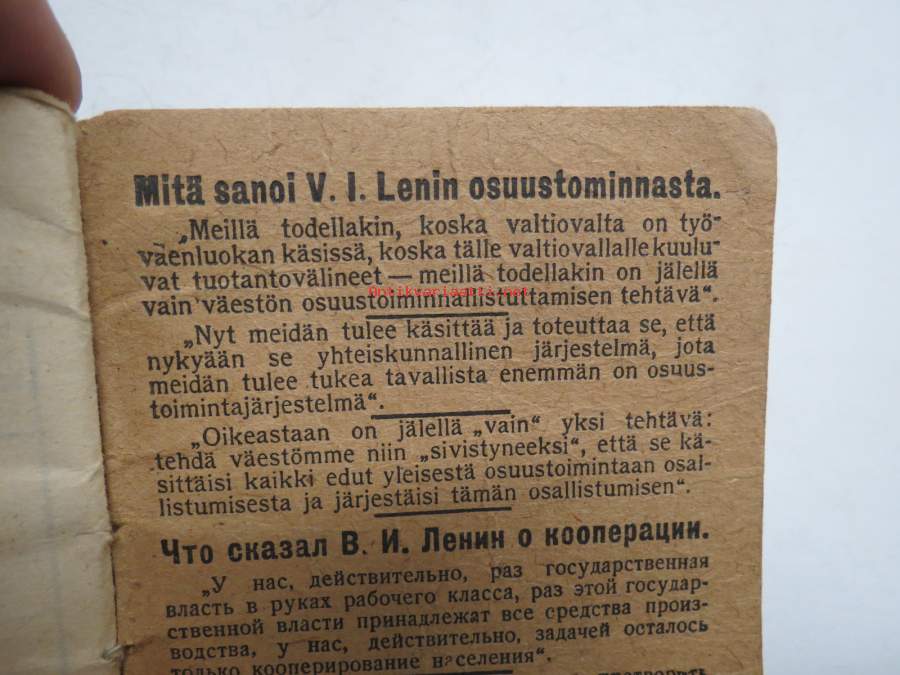 Mitä sanoi V. I. Lenin osuustominnasta.
„Meillä todellakin, koska valtiovalta on työ-
väenluokan käsissä, koska tälle valtiovallalle kuulu-
vat tuotantovälineet — meillä todellakin on jälellä
vain väestön osuustoiminnallistuttamisen tehtävä“.
Antikvariaatti.net
„Nyt meidän tulee käsittää ja toteuttaa se, että
nykyään se yhteiskunnallinen järjestelmä, jota
meidän tulee tukea tavallista enemmän on osuus-
toimintajärjestelmä“.
„Oikeastaan on jälellä „vain“ yksi tehtävä:
tehdä väestömme niin „sivistyneeksi“, että se kä-
sittäisi kaikki edut yleisestä osuustoimintaan osal-
listumisesta ja järjestäisi tämän osallistumisen“.
Что сказал В. И. Ленин о кооперации.
„У нас, действительно, раз государственная
власть в руках рабочего класса, раз этой государ-
ственной власти принадлежат все средства произ-
водства, у нас, действительно, задачей осталось
только кооперирование населения“.